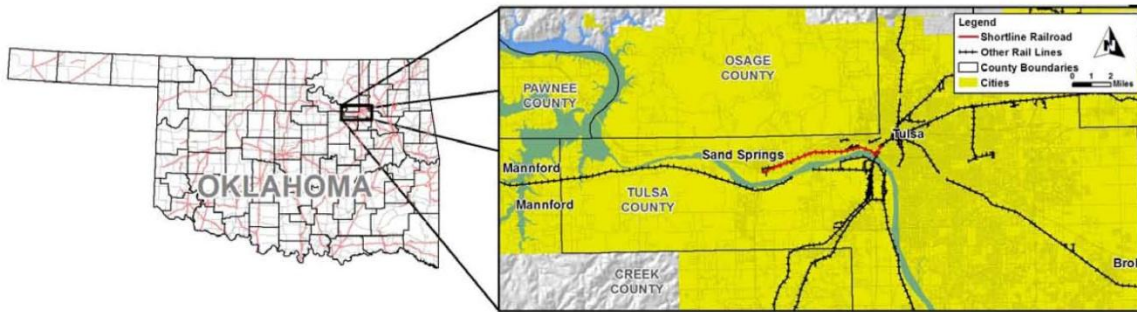 OKLAHOMA
OSAGE
COUNTY
PAWNEE
COUNTY
Tulsa
Sand Springs
Mannford
Mannford
TULSA
COUNTY
CREEK
COUNTY
Brol
Legend
Shortline Railroad
Other Rail Lines
County Boundaries
Cities
N
0 1 2
Miles